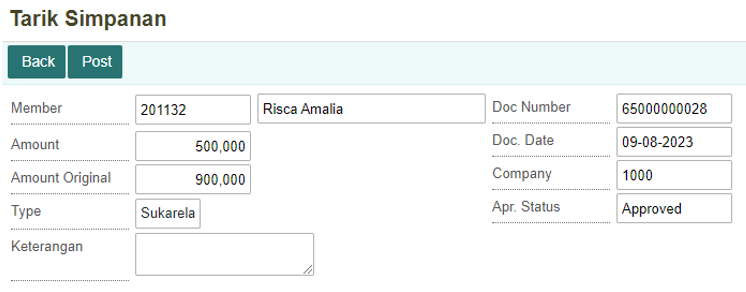 Tarik Simpanan
Back Post
Member 201132 Risca Amalia Doc Number 65000000028
Amount 500,000 Doc. Date 09-08-2023
Amount Original 900,000 Company 1000
Type Sukarela Apr. Status Approved
Keterangan